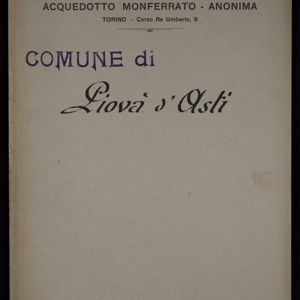 ACQUEDOTTO MONFERRATO - ANONIMA
TORINO - Corso Re Umberto, 9
COMUNE di
Piovà d'Asti